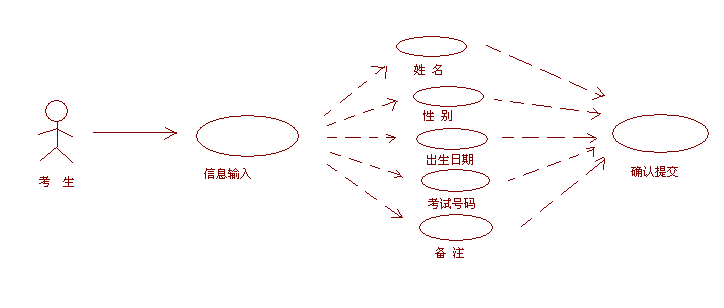 姓 名
性 别
出生日期
考 生
信息输入
确认提交
考试号码
备 注